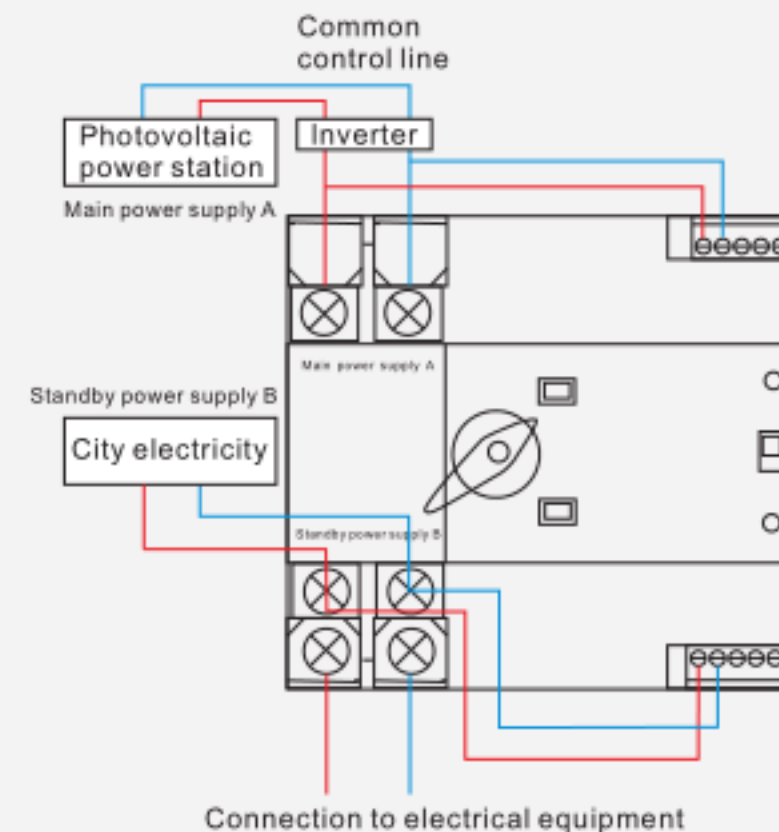 Common
control line
Photovoltaic
power station
Inverter
Main power supply A
Main power supply A
Standby power supply B
City electricity
Standby power supply B
Connection to electrical equipment